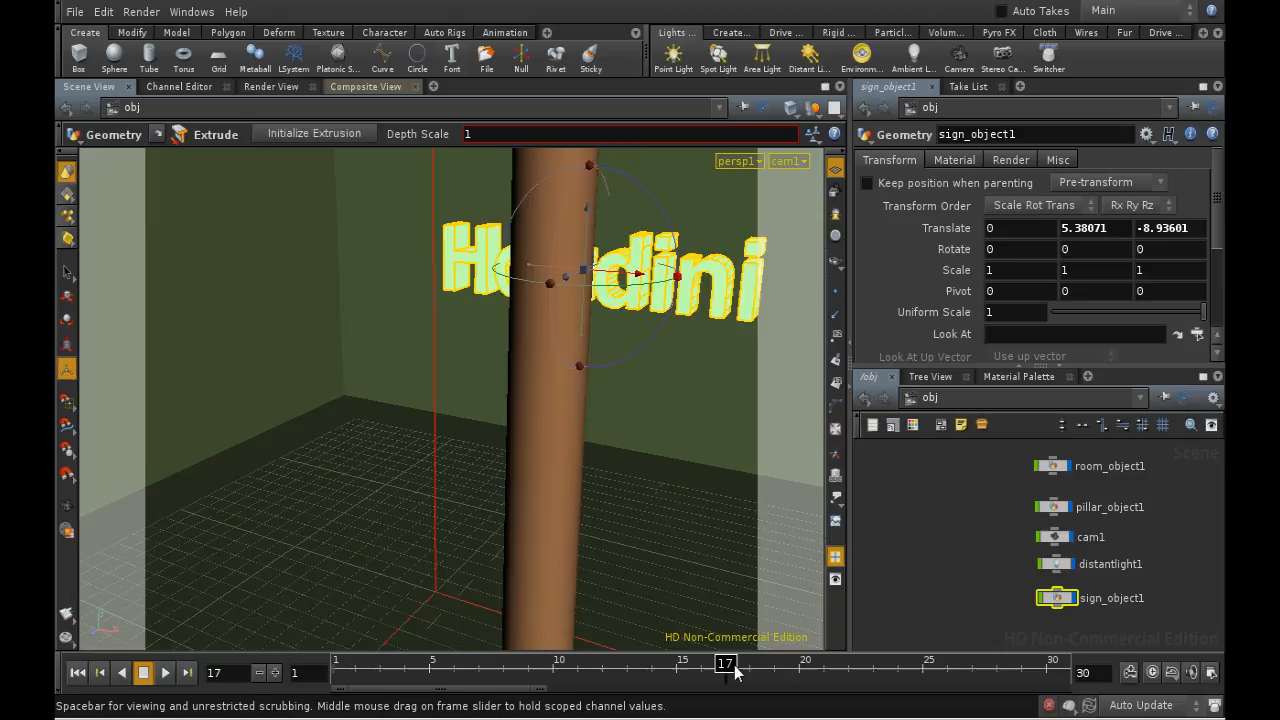 File Edit Render Windows Help Auto Takes Main
Create Modify Model Polygon Deform Texture Character Auto Rigs Animation Lights ... Create... Drive ... Rigid ... Particl... Volum... Pyro FX Cloth Wires Fur Drive ...
Box Sphere Tube Torus Grid Metaball LSystem Platonic S... Curve Circle Font File Null Rivet Sticky Point Light Spot Light Area Light Distant Li... Environm... Ambient L... Camera Stereo Ca... Switcher
Scene View Channel Editor Render View Composite View sign_object1 Take List
obj obj
Geometry Extrude Initialize Extrusion Depth Scale 1 Geometry sign_object1
persp1 cam1 Transform Material Render Misc
Keep position when parenting Pre-transform
Transform Order Scale Rot Trans Rx Ry Rz
Translate 0 5.38071 -8.93601
Rotate 0 0 0
Scale 1 1 1
Pivot 0 0 0
Uniform Scale 1
Look At
Look At Up Vector Use up vector
/obj Tree View Material Palette
obj
Scene
room_object1
pillar_object1
cam1
distantlight1
sign_object1
HD Non-Commercial Edition HD Non-Commercial Edition
17 1 1 5 10 15 17 20 25 30 30
Spacebar for viewing and unrestricted scrubbing. Middle mouse drag on frame slider to hold scoped channel values. Auto Update